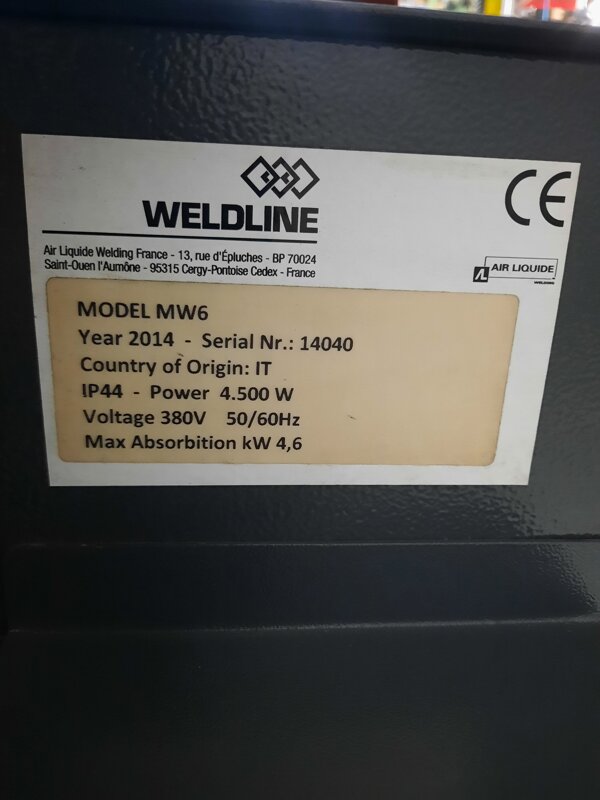 WELDLINE
Air Liquide Welding France - 13, rue d'Épluches - BP 70024
Saint-Ouen l'Aumône - 95315 Cergy-Pontoise Cedex - France
CE
AIR LIQUIDE
WELDING
MODEL MW6
Year 2014 - Serial Nr.: 14040
Country of Origin: IT
IP44 - Power 4.500 W
Voltage 380V 50/60Hz
Max Absorbition kW 4,6